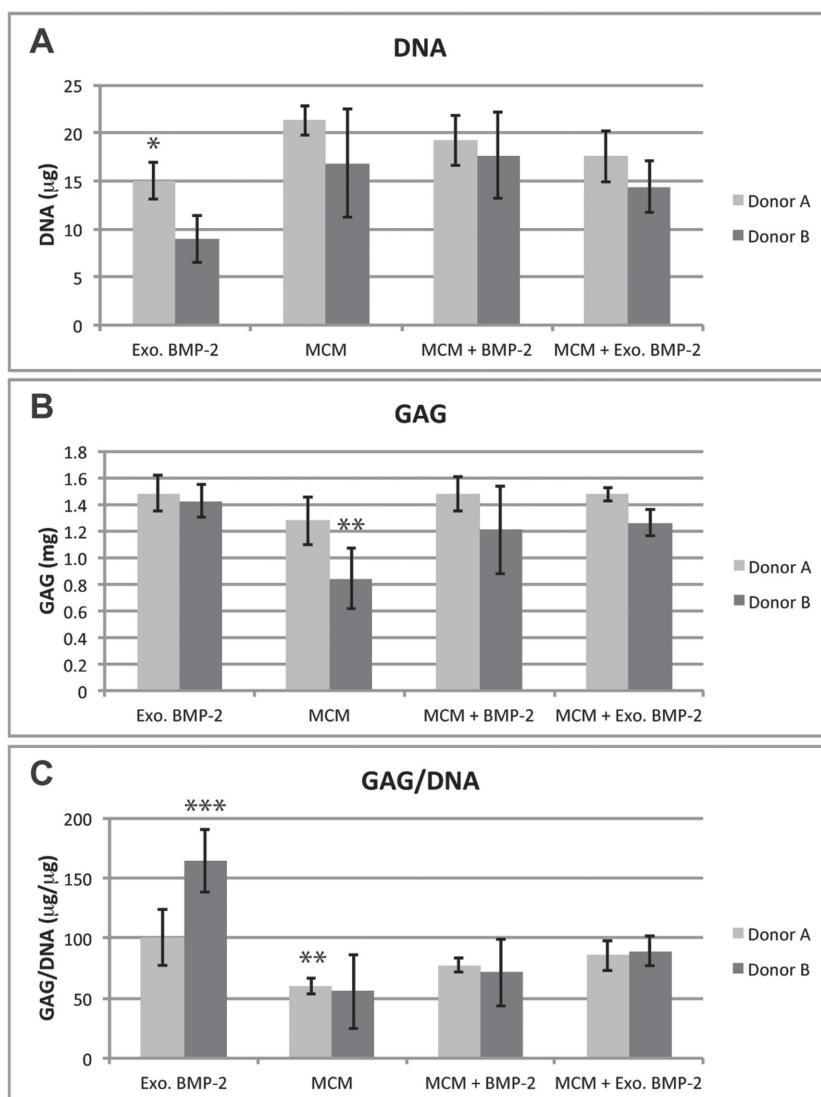 A
DNA
25
20
15
10
5
0
DNA (µg)
*
Exo. BMP-2 MCM MCM + BMP-2 MCM + Exo. BMP-2
Donor A
Donor B
B
GAG
1.8
1.6
1.4
1.2
1
0.8
0.6
0.4
0.2
0
GAG (mg)
**
Exo. BMP-2 MCM MCM + BMP-2 MCM + Exo. BMP-2
Donor A
Donor B
C
GAG/DNA
200
150
100
50
0
GAG/DNA (µg/µg)
***
**
Exo. BMP-2 MCM MCM + BMP-2 MCM + Exo. BMP-2
Donor A
Donor B